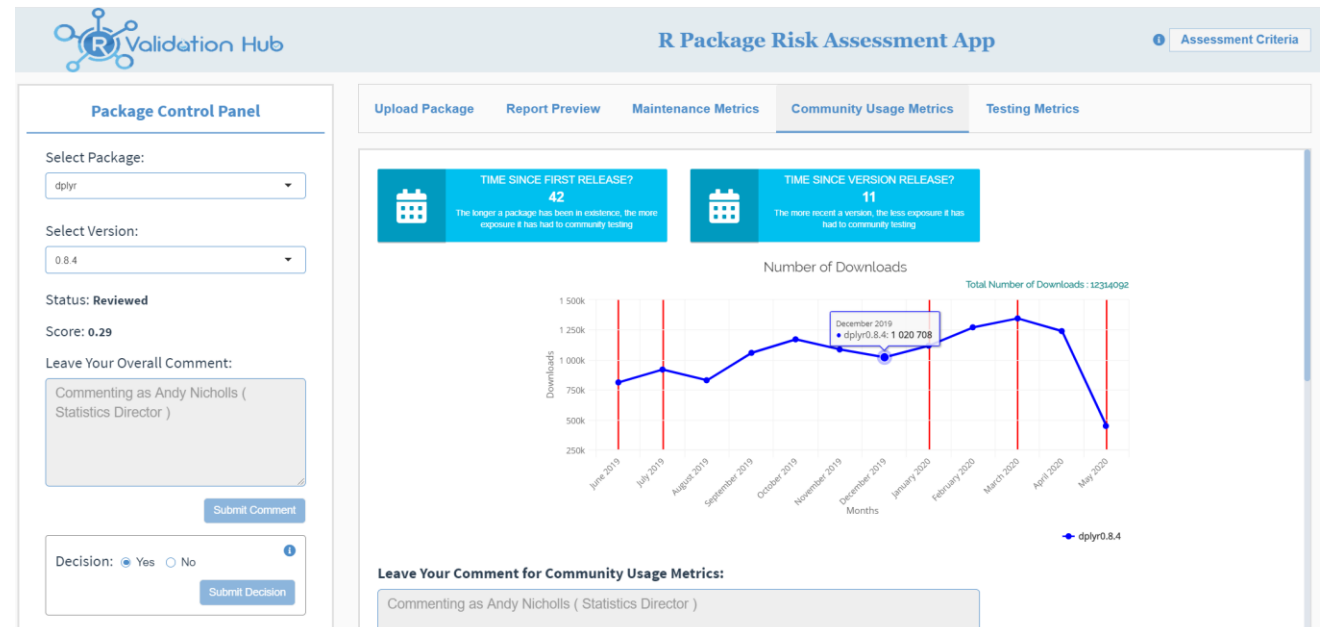 R Validation Hub
R Package Risk Assessment App
Assessment Criteria
Package Control Panel
Select Package:
dplyr
Select Version:
0.8.4
Status: Reviewed
Score: 0.29
Leave Your Overall Comment:
Commenting as Andy Nicholls (
Statistics Director )
Submit Comment
Decision: Yes No
Submit Decision
Upload Package Report Preview Maintenance Metrics Community Usage Metrics Testing Metrics
TIME SINCE FIRST RELEASE?
42
The longer a package has been in existence, the more
exposure it has had to community testing
TIME SINCE VERSION RELEASE?
11
The more recent a version, the less exposure it has
had to community testing
Number of Downloads
Total Number of Downloads : 12314092
1 500k
1 250k
1 000k
750k
500k
250k
Downloads
December 2019
dplyr0.8.4: 1 020 708
June 2019
July 2019
August 2019
September 2019
October 2019
November 2019
December 2019
January 2020
February 2020
March 2020
April 2020
May 2020
Months
dplyr0.8.4
Leave Your Comment for Community Usage Metrics:
Commenting as Andy Nicholls ( Statistics Director )